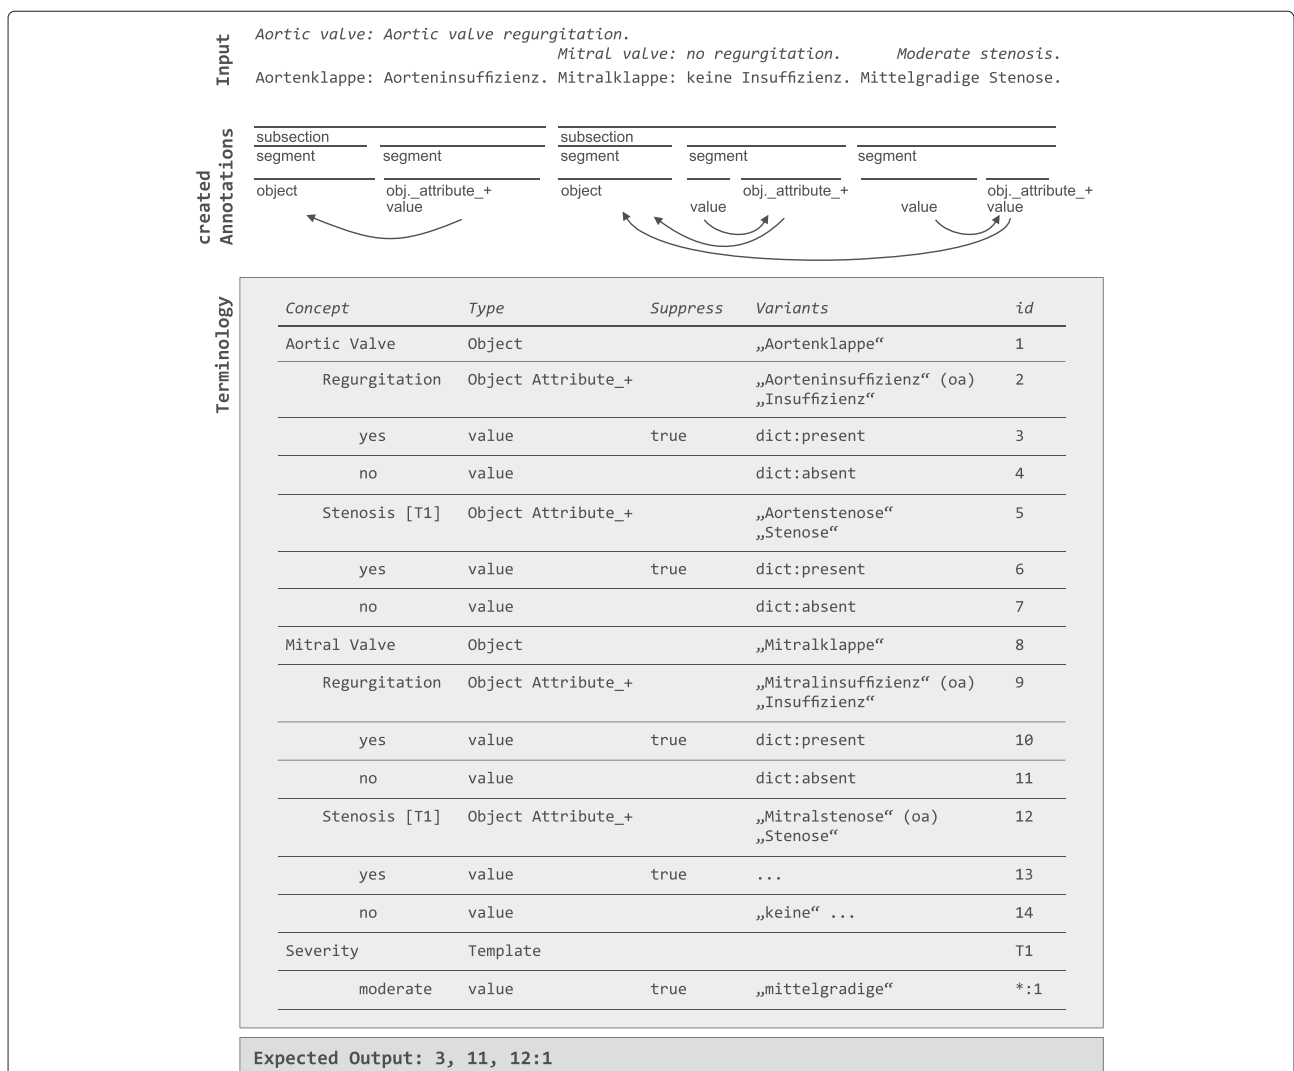 Input
Aortic valve: Aortic valve regurgitation.
Mitral valve: no regurgitation. Moderate stenosis.
Aortenklappe: Aorteninsuffizienz. Mitralklappe: keine Insuffizienz. Mittelgradige Stenose.
created
Annotations
subsection subsection
segment segment segment segment segment
object obj._attribute_+ object obj._attribute_+ obj._attribute_+
value value value value
Terminology
Concept Type Suppress Variants id
Aortic Valve Object „Aortenklappe“ 1
Regurgitation Object Attribute_+ „Aorteninsuffizienz“ (oa) 2
„Insuffizienz“
yes value true dict:present 3
no value dict:absent 4
Stenosis [T1] Object Attribute_+ „Aortenstenose“ 5
„Stenose“
yes value true dict:present 6
no value dict:absent 7
Mitral Valve Object „Mitralklappe“ 8
Regurgitation Object Attribute_+ „Mitralinsuffizienz“ (oa) 9
„Insuffizienz“
yes value true dict:present 10
no value dict:absent 11
Stenosis [T1] Object Attribute_+ „Mitralstenose“ (oa) 12
„Stenose“
yes value true ... 13
no value „keine“ ... 14
Severity Template T1
moderate value true „mittelgradige“ *:1
Expected Output: 3, 11, 12:1